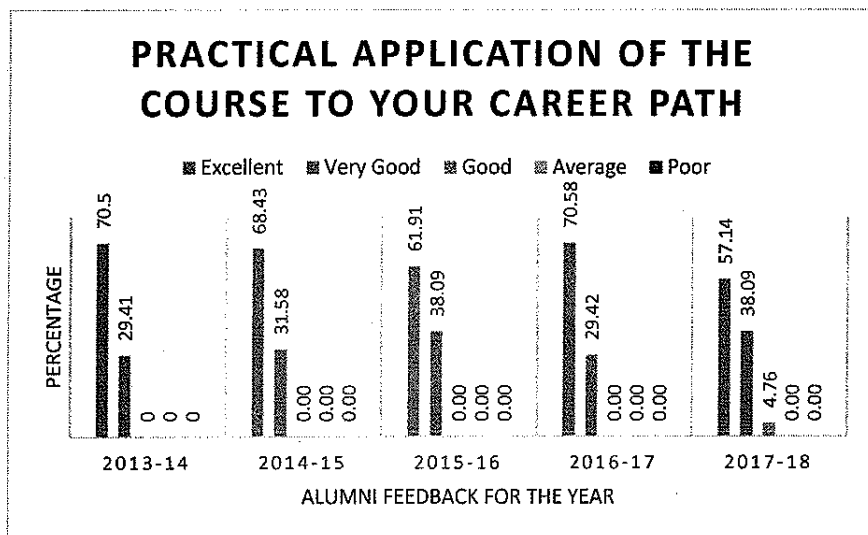 PRACTICAL APPLICATION OF THE
COURSE TO YOUR CAREER PATH
Excellent Very Good Good Average Poor
PERCENTAGE
70.5 29.41 0 0 0
68.43 31.58 0.00 0.00 0.00
61.91 38.09 0.00 0.00 0.00
70.58 29.42 0.00 0.00 0.00
57.14 38.09 4.76 0.00 0.00
2013-14 2014-15 2015-16 2016-17 2017-18
ALUMNI FEEDBACK FOR THE YEAR